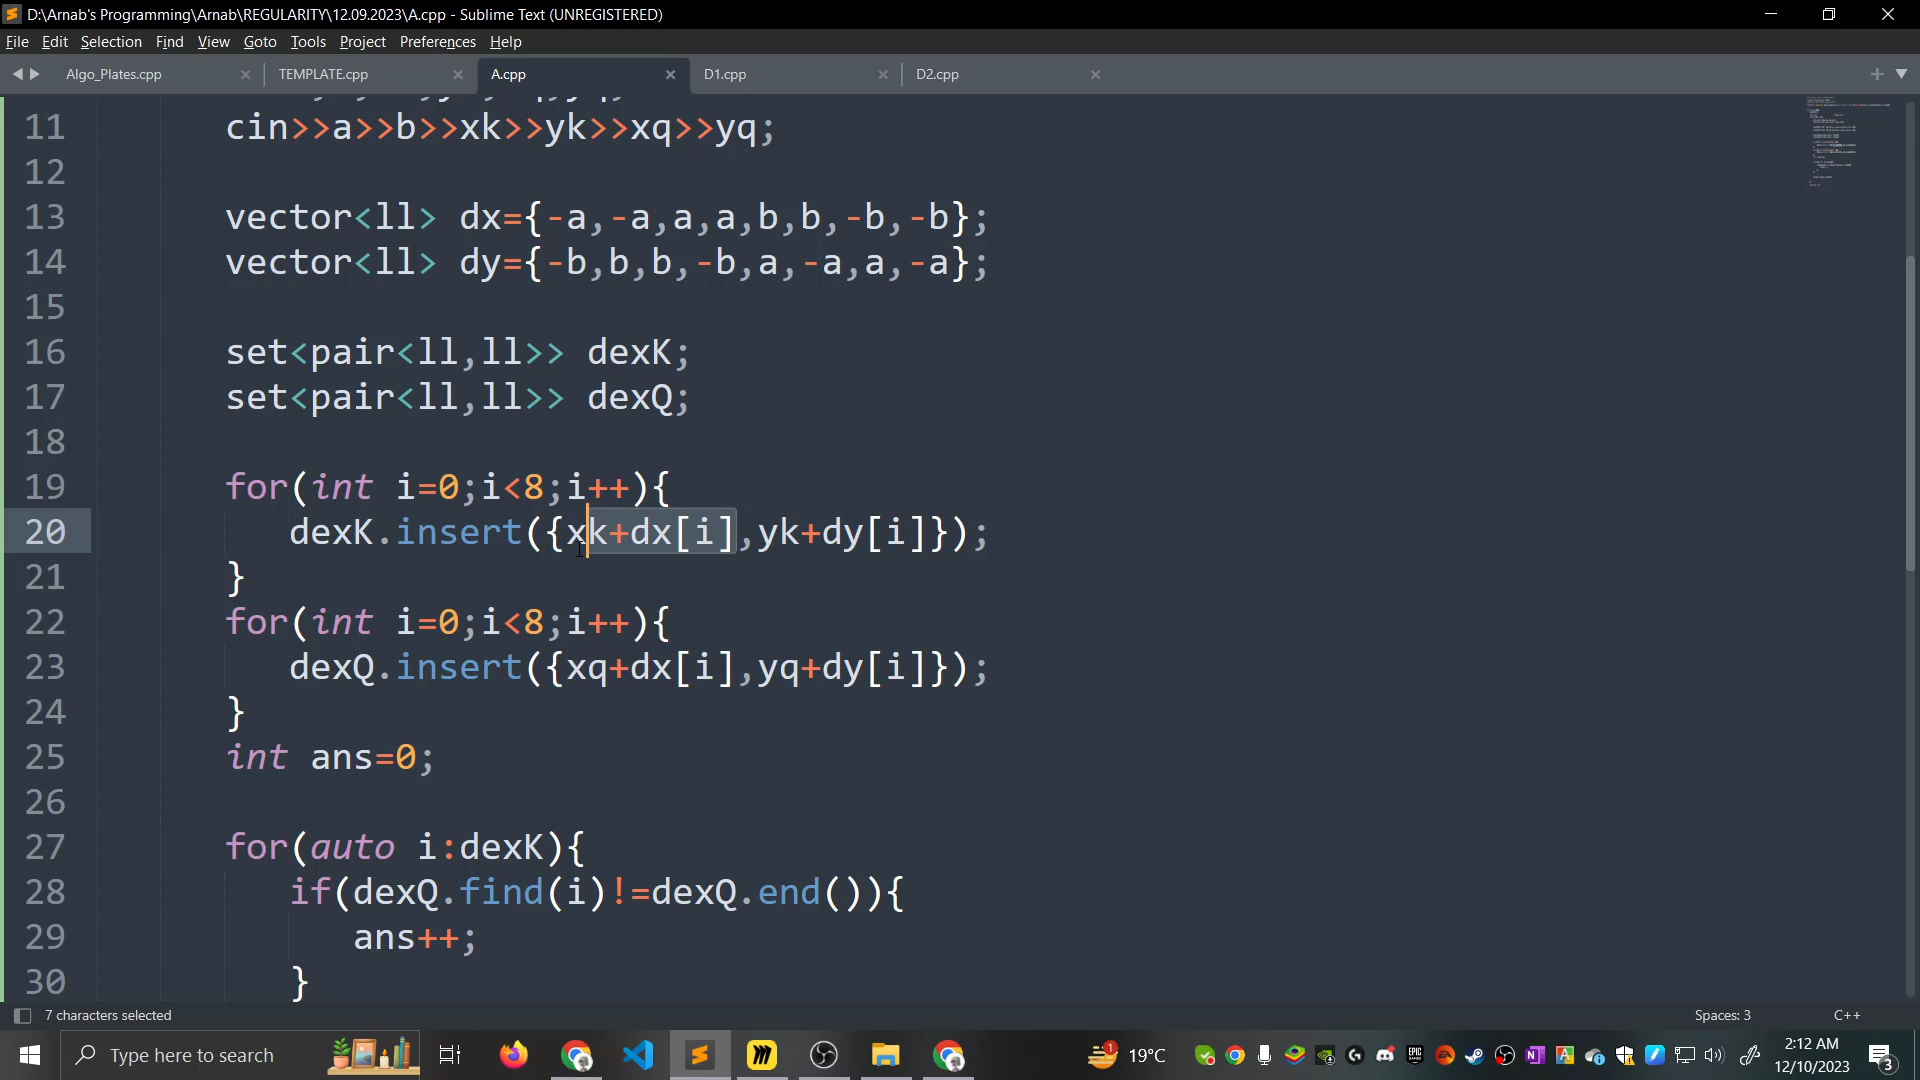 D:\Arnab's Programming\Arnab\REGULARITY\12.09.2023\A.cpp - Sublime Text (UNREGISTERED)
File Edit Selection Find View Goto Tools Project Preferences Help
Algo_Plates.cpp TEMPLATE.cpp A.cpp D1.cpp D2.cpp
11 cin>>a>>b>>xk>>yk>>xq>>yq;
12
13 vector<ll> dx={-a,-a,a,a,b,b,-b,-b};
14 vector<ll> dy={-b,b,b,-b,a,-a,a,-a};
15
16 set<pair<ll,ll>> dexK;
17 set<pair<ll,ll>> dexQ;
18
19 for(int i=0;i<8;i++){
20 dexK.insert({xk+dx[i],yk+dy[i]});
21 }
22 for(int i=0;i<8;i++){
23 dexQ.insert({xq+dx[i],yq+dy[i]});
24 }
25 int ans=0;
26
27 for(auto i:dexK){
28 if(dexQ.find(i)!=dexQ.end()){
29 ans++;
30 }
7 characters selected Spaces: 3 C++
Type here to search 19°C 2:12 AM
12/10/2023 3